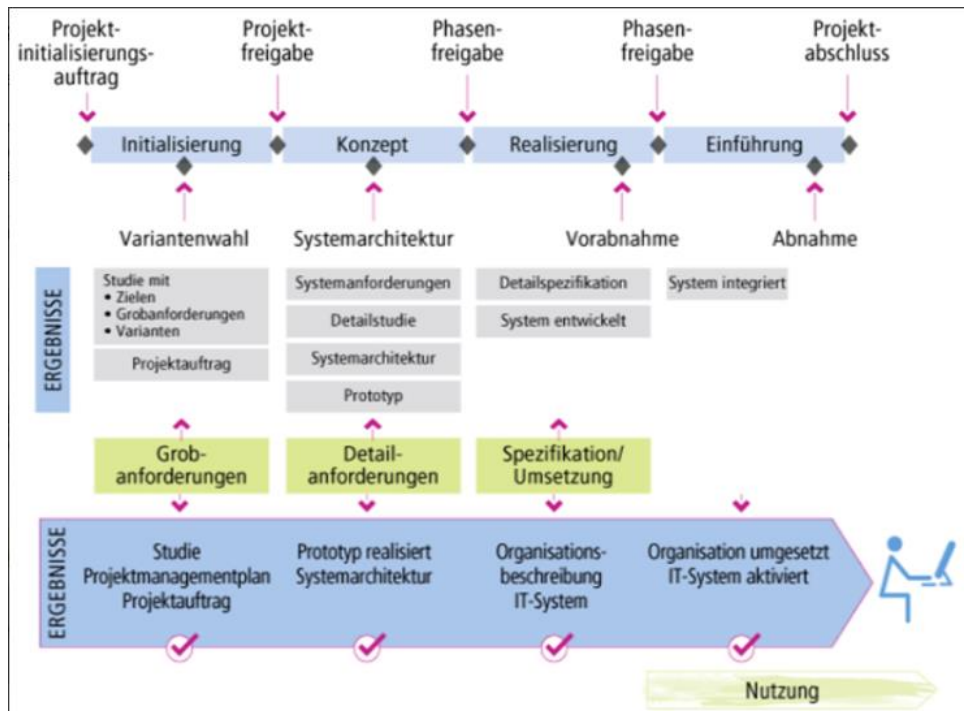 Projekt-
initialisierungs-
auftrag
Projekt-
freigabe
Phasen-
freigabe
Phasen-
freigabe
Projekt-
abschluss
Initialisierung
Konzept
Realisierung
Einführung
Variantenwahl
Systemarchitektur
Vorabnahme
Abnahme
ERGEBNISSE
Studie mit
• Zielen
• Grobanforderungen
• Varianten
Projektauftrag
Systemanforderungen
Detailstudie
Systemarchitektur
Prototyp
Detailspezifikation
System entwickelt
System integriert
Grob-
anforderungen
Detail-
anforderungen
Spezifikation/
Umsetzung
ERGEBNISSE
Studie
Projektmanagementplan
Projektauftrag
Prototyp realisiert
Systemarchitektur
Organisations-
beschreibung
IT-System
Organisation umgesetzt
IT-System aktiviert
Nutzung